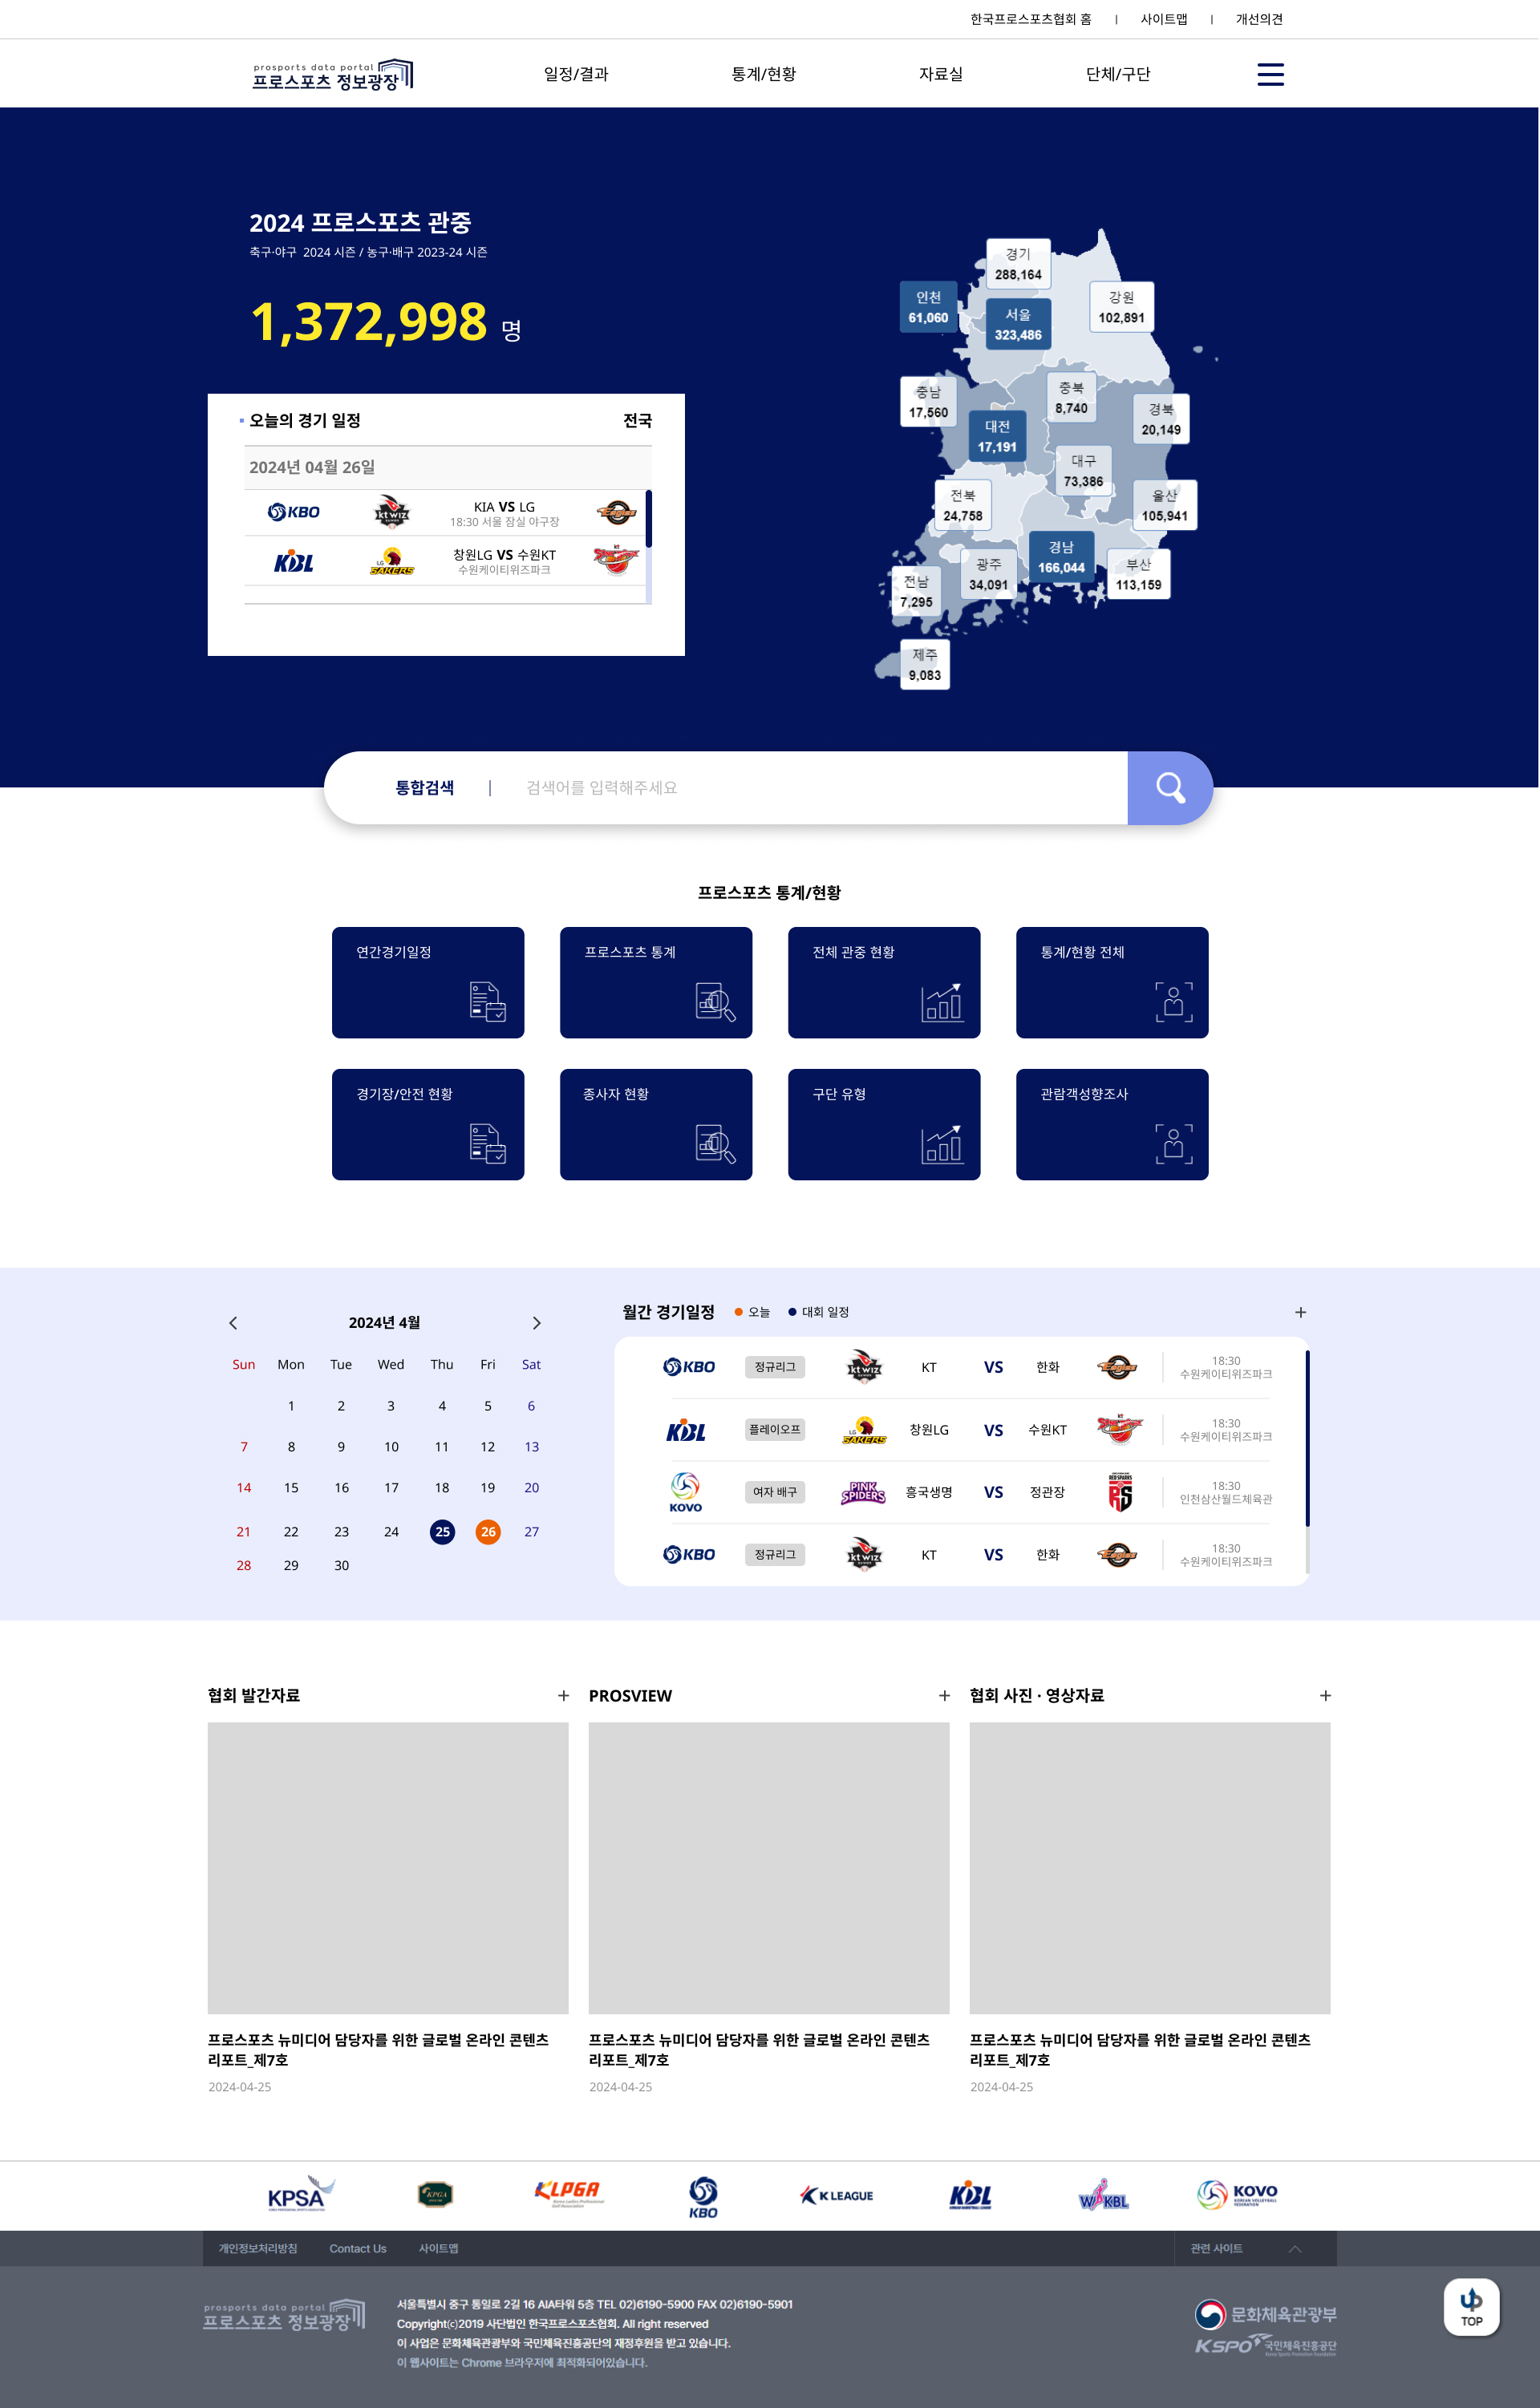 한국프로스포츠협회 홈 | 사이트맵 | 개선의견
prosports data portal
프로스포츠 정보광장
일정/결과 통계/현황 자료실 단체/구단
2024 프로스포츠 관중
축구·야구 2024 시즌 / 농구·배구 2023-24 시즌
1,372,998 명
경기
288,164
인천
61,060
서울
323,486
강원
102,891
충남
17,560
충북
8,740
경북
20,149
대전
17,191
대구
73,386
전북
24,758
울산
105,941
경남
166,044
광주
34,091
부산
113,159
전남
7,295
제주
9,083
오늘의 경기 일정 전국
2024년 04월 26일
KBO kt wiz KIA VS LG Eagles
18:30 서울 잠실 야구장
KBL LG SAKERS 창원LG VS 수원KT kt
수원케이티위즈파크
통합검색 | 검색어를 입력해주세요
프로스포츠 통계/현황
연간경기일정 프로스포츠 통계 전체 관중 현황 통계/현황 전체
경기장/안전 현황 종사자 현황 구단 유형 관람객성향조사
2024년 4월
Sun Mon Tue Wed Thu Fri Sat
1 2 3 4 5 6
7 8 9 10 11 12 13
14 15 16 17 18 19 20
21 22 23 24 25 26 27
28 29 30
월간 경기일정 오늘 대회 일정
KBO 정규리그 kt wiz KT VS 한화 Eagles 18:30
수원케이티위즈파크
KBL 플레이오프 LG SAKERS 창원LG VS 수원KT kt 18:30
수원케이티위즈파크
KOVO 여자 배구 PINK SPIDERS 흥국생명 VS 정관장 RED SPARKS RS 18:30
인천삼산월드체육관
KBO 정규리그 kt wiz KT VS 한화 Eagles 18:30
수원케이티위즈파크
협회 발간자료
프로스포츠 뉴미디어 담당자를 위한 글로벌 온라인 콘텐츠
리포트_제7호
2024-04-25
PROSVIEW
프로스포츠 뉴미디어 담당자를 위한 글로벌 온라인 콘텐츠
리포트_제7호
2024-04-25
협회 사진 · 영상자료
프로스포츠 뉴미디어 담당자를 위한 글로벌 온라인 콘텐츠
리포트_제7호
2024-04-25
KPSA KPGA KLPGA KBO K LEAGUE KBL WKBL KOVO
개인정보처리방침 Contact Us 사이트맵 관련 사이트
prosports data portal
프로스포츠 정보광장
서울특별시 중구 통일로 2길 16 AIA타워 5층 TEL 02)6190-5900 FAX 02)6190-5901
Copyright(c)2019 사단법인 한국프로스포츠협회. All right reserved
이 사업은 문화체육관광부와 국민체육진흥공단의 재정후원을 받고 있습니다.
이 웹사이트는 Chrome 브라우저에 최적화되어있습니다.
문화체육관광부
KSPO 국민체육진흥공단
UP
TOP